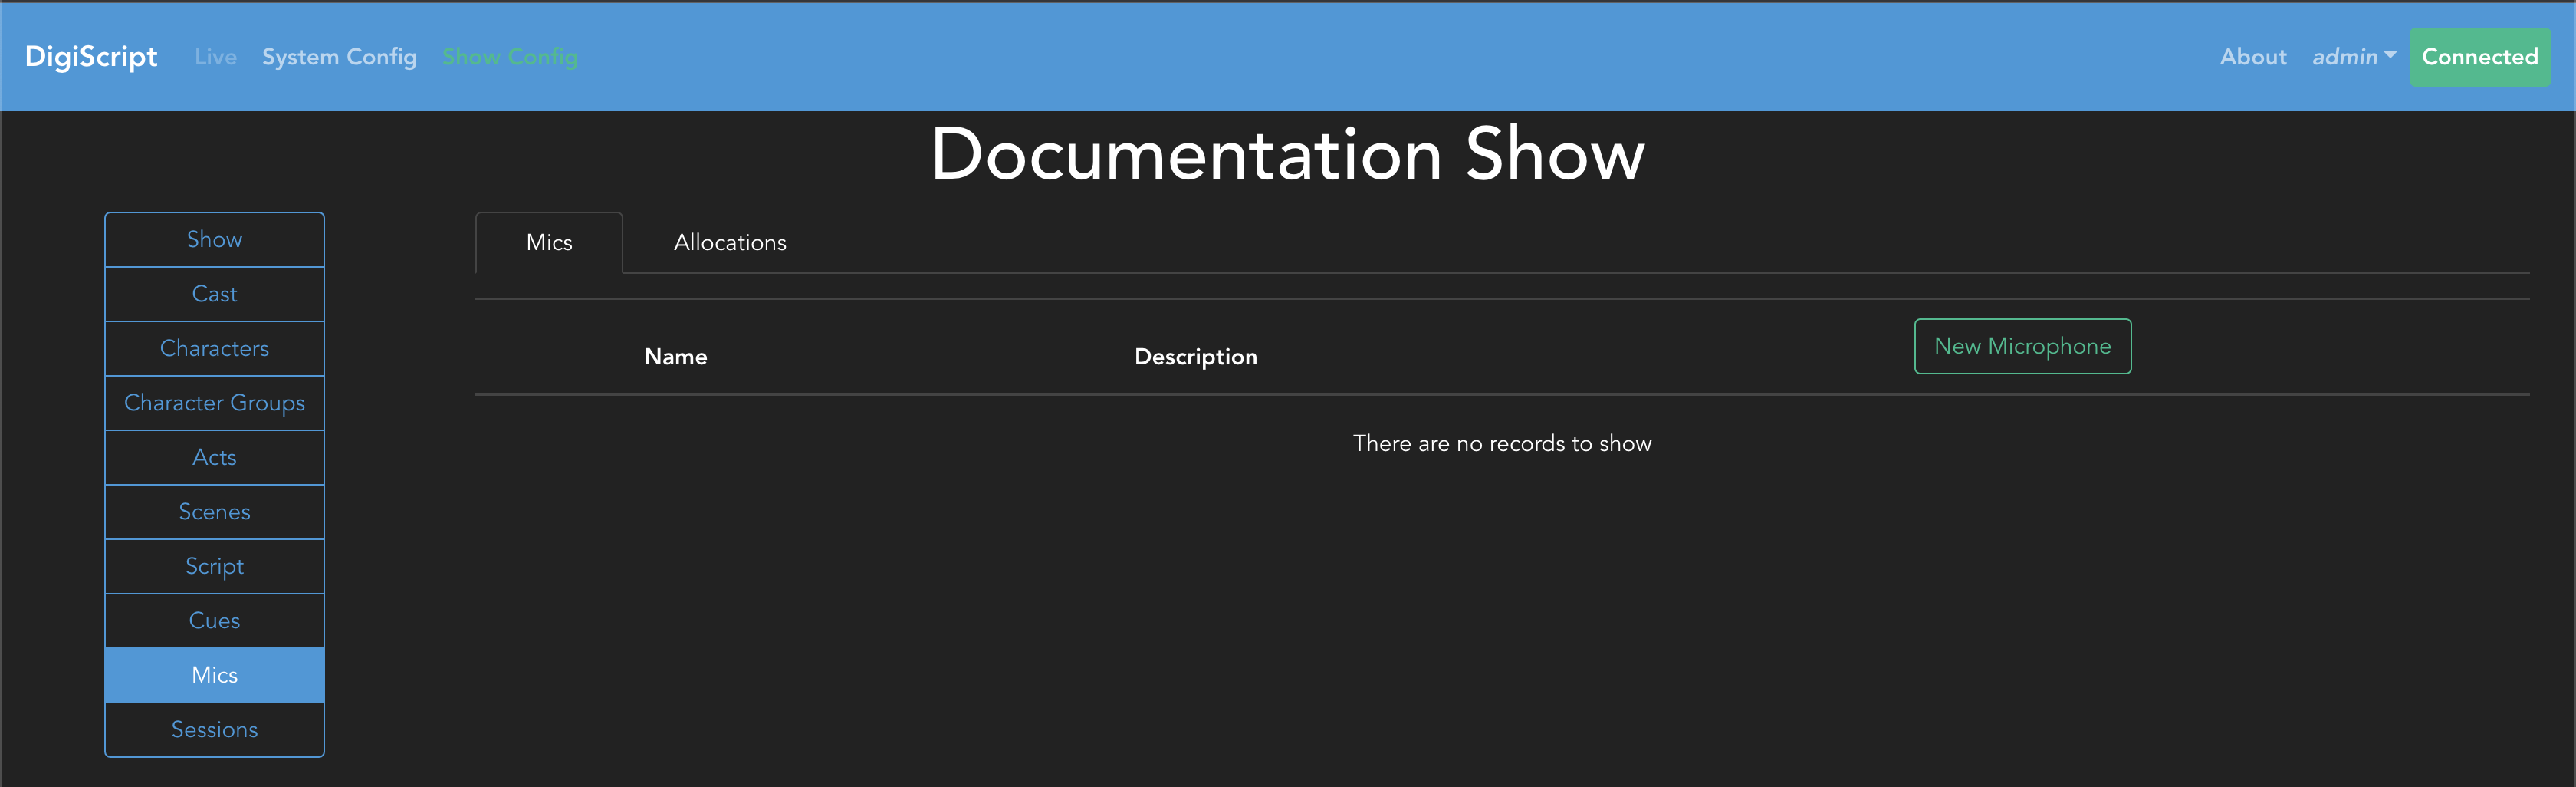 DigiScript Live System Config Show Config About admin Connected
Documentation Show
Show
Cast
Characters
Character Groups
Acts
Scenes
Script
Cues
Mics
Sessions
Mics Allocations
Name Description New Microphone
There are no records to show